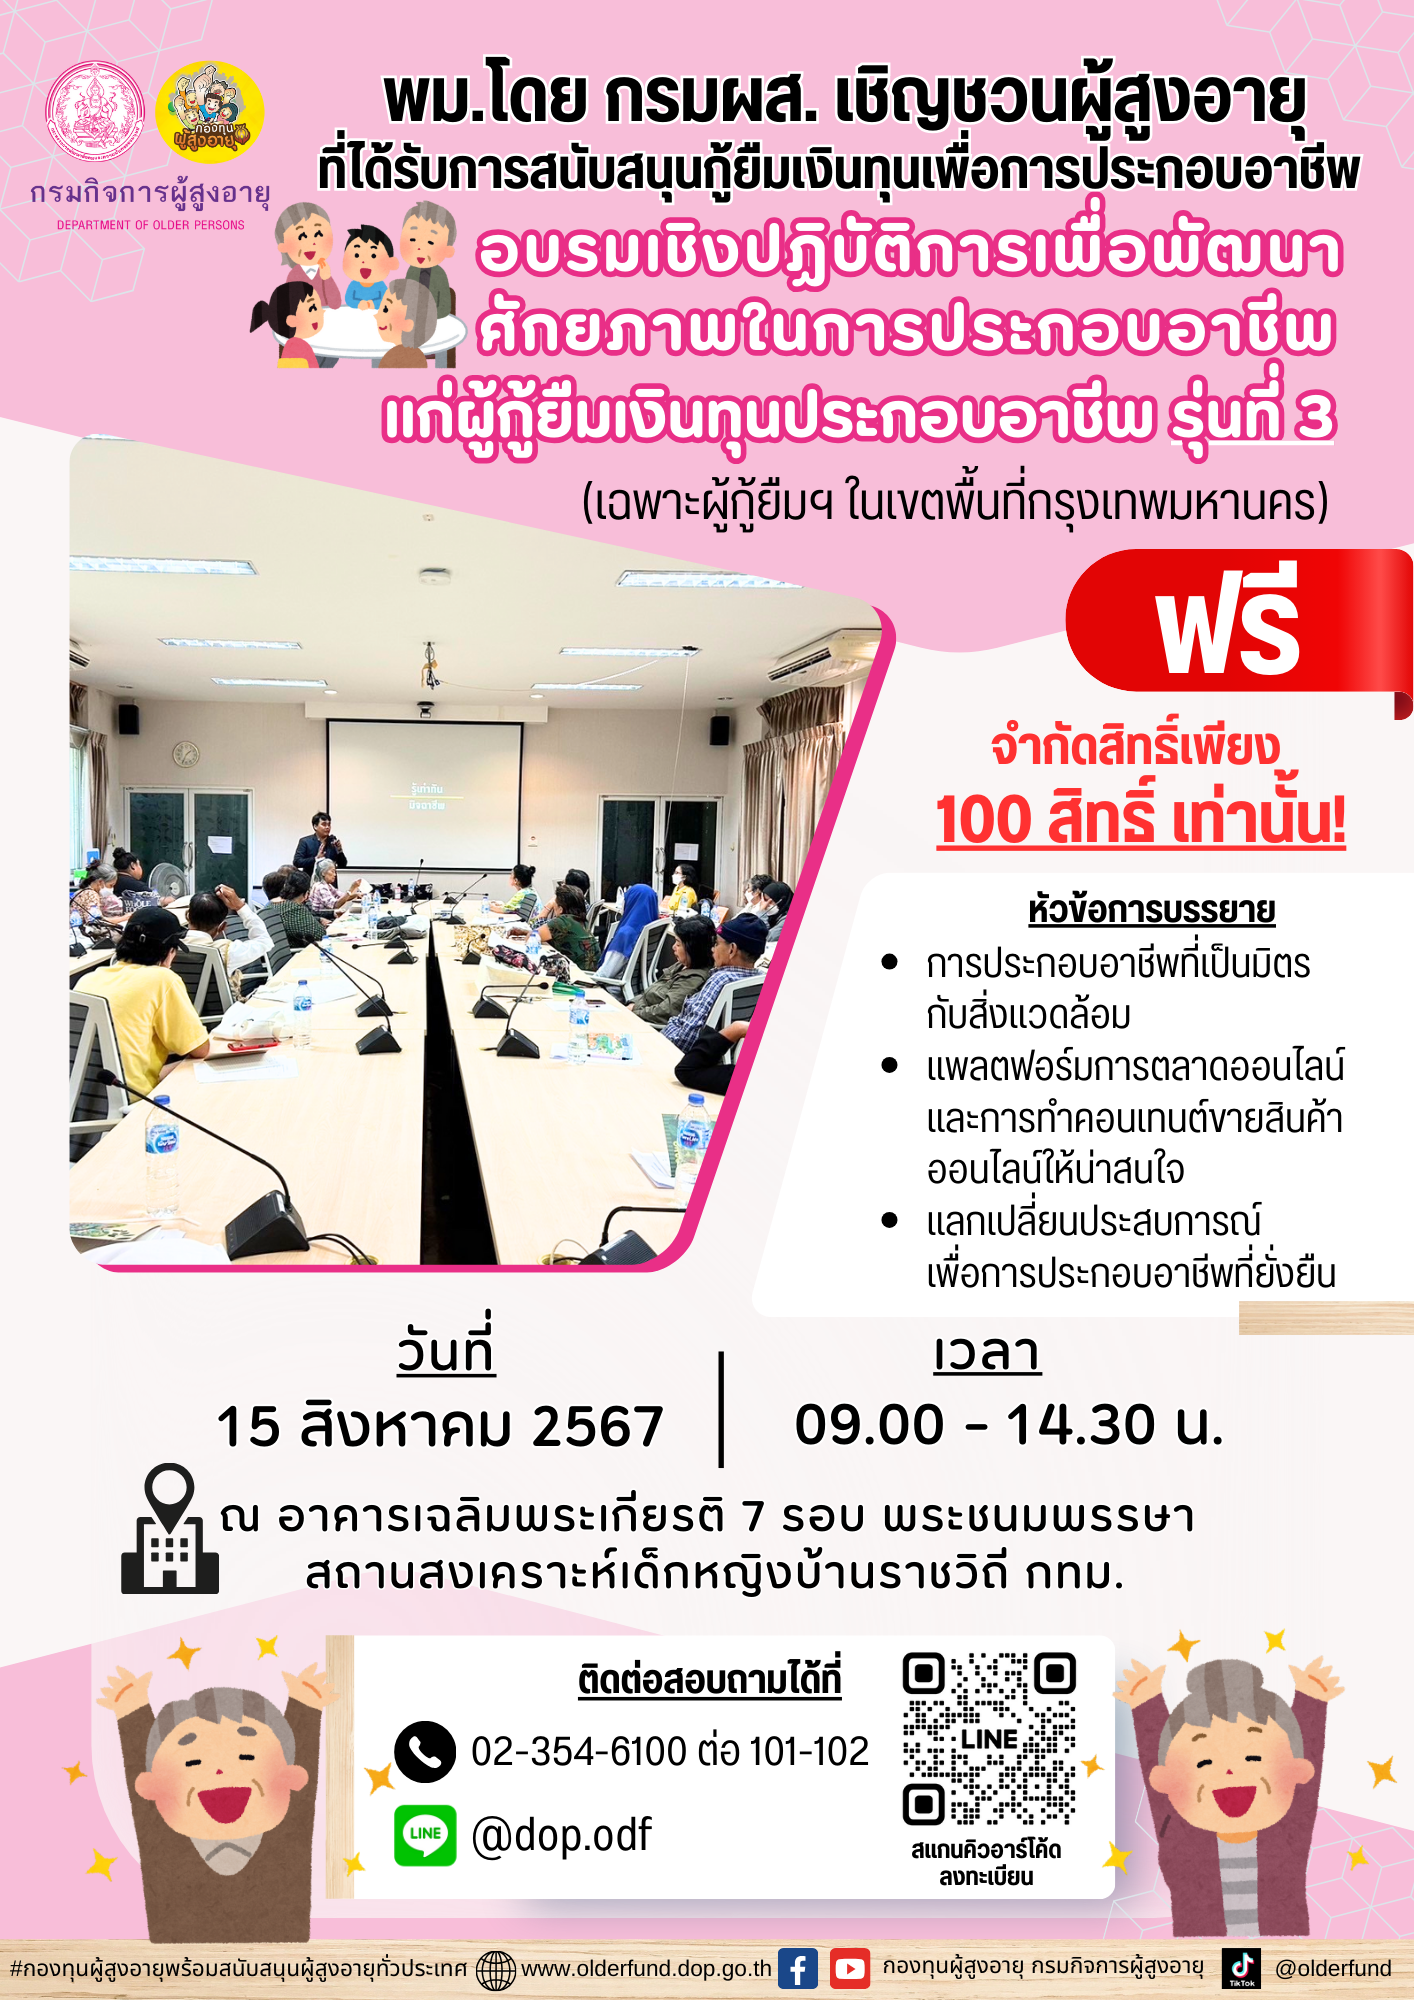 พม.โดย กรมผส. เชิญชวนผู้สูงอายุ
ที่ได้รับการสนับสนุนกู้ยืมเงินทุนเพื่อการประกอบอาชีพ
กองทุน
ผู้สูงอายุ
กรมกิจการผู้สูงอายุ
DEPARTMENT OF OLDER PERSONS
อบรมเชิงปฏิบัติการเพื่อพัฒนา
ศักยภาพในการประกอบอาชีพ
แก่ผู้กู้ยืมเงินทุนประกอบอาชีพ รุ่นที่ 3
(เฉพาะผู้กู้ยืมฯ ในเขตพื้นที่กรุงเทพมหานคร)
ฟรี
จำกัดสิทธิ์เพียง
100 สิทธิ์ เท่านั้น!
รู้เท่าทัน
มิจฉาชีพ
หัวข้อการบรรยาย
• การประกอบอาชีพที่เป็นมิตร
กับสิ่งแวดล้อม
• แพลตฟอร์มการตลาดออนไลน์
และการทำคอนเทนต์ขายสินค้า
ออนไลน์ให้น่าสนใจ
• แลกเปลี่ยนประสบการณ์
เพื่อการประกอบอาชีพที่ยั่งยืน
วันที่
15 สิงหาคม 2567
เวลา
09.00 - 14.30 น.
ณ อาคารเฉลิมพระเกียรติ 7 รอบ พระชนมพรรษา
สถานสงเคราะห์เด็กหญิงบ้านราชวิถี กทม.
ติดต่อสอบถามได้ที่
02-354-6100 ต่อ 101-102
LINE
@dop.odf
LINE
สแกนคิวอาร์โค้ด
ลงทะเบียน
#กองทุนผู้สูงอายุพร้อมสนับสนุนผู้สูงอายุทั่วประเทศ
www.olderfund.dop.go.th
กองทุนผู้สูงอายุ กรมกิจการผู้สูงอายุ
TikTok
@olderfund